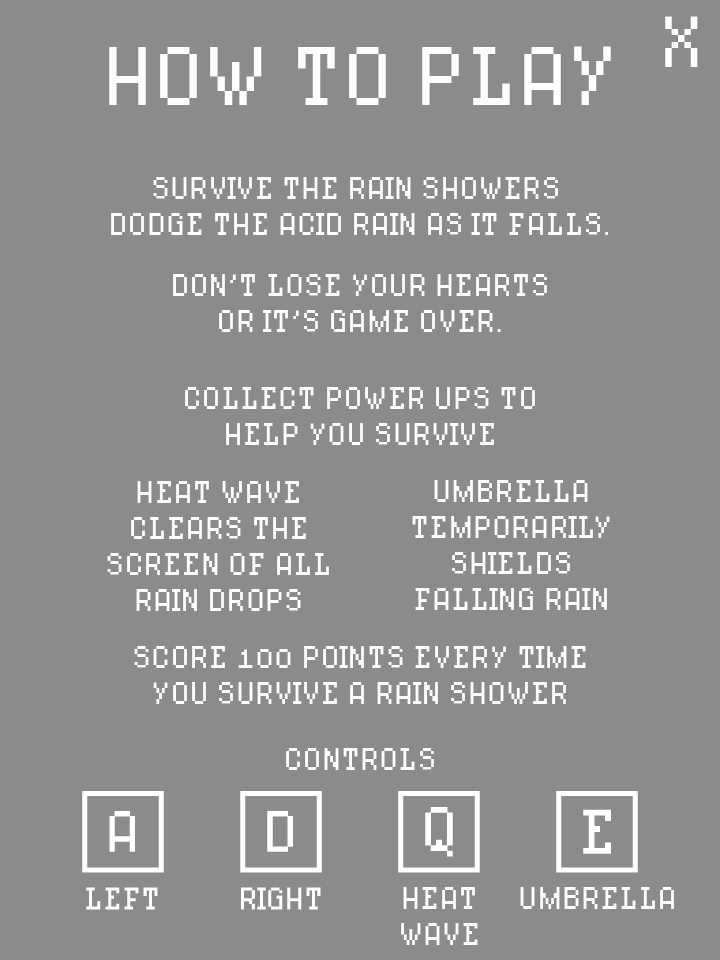 X
HOW TO PLAY
SURVIVE THE RAIN SHOWERS
DODGE THE ACID RAIN AS IT FALLS.
DON'T LOSE YOUR HEARTS
OR IT'S GAME OVER.
COLLECT POWER UPS TO
HELP YOU SURVIVE
HEAT WAVE
CLEARS THE
SCREEN OF ALL
RAIN DROPS
UMBRELLA
TEMPORARILY
SHIELDS
FALLING RAIN
SCORE 100 POINTS EVERY TIME
YOU SURVIVE A RAIN SHOWER
CONTROLS
A
LEFT
D
RIGHT
Q
HEAT
WAVE
E
UMBRELLA